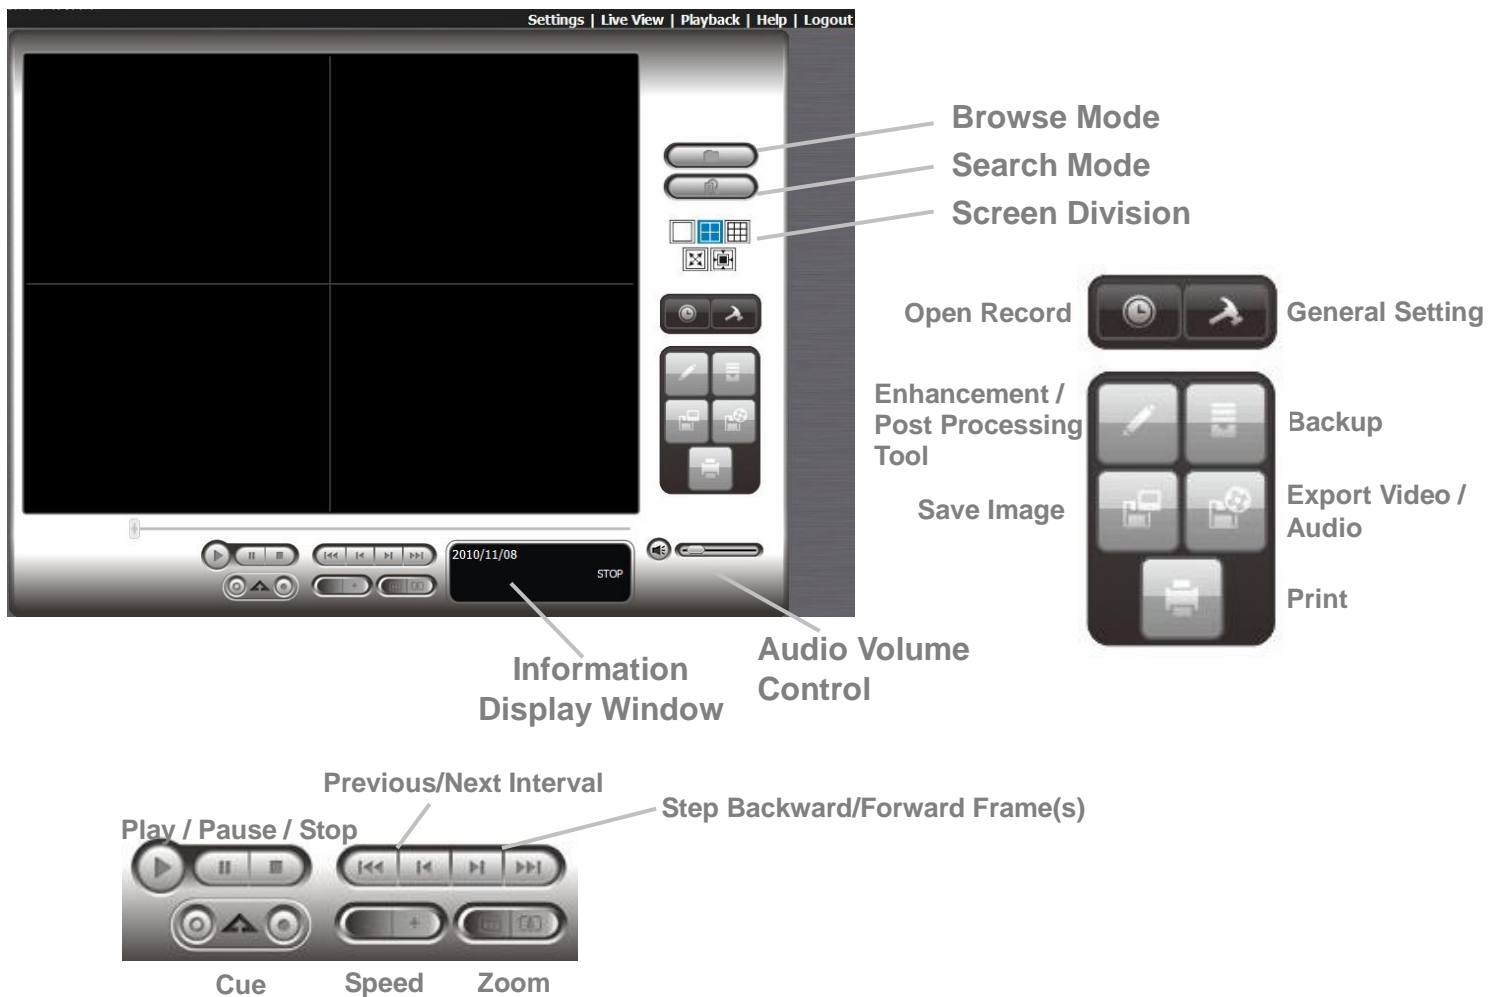 Settings | Live View | Playback | Help | Logout
Browse Mode
Search Mode
Screen Division
Open Record
General Setting
Enhancement /
Post Processing
Tool
Backup
Save Image
Export Video /
Audio
Print
2010/11/08
STOP
Audio Volume
Control
Information
Display Window
Previous/Next Interval
Step Backward/Forward Frame(s)
Play / Pause / Stop
Cue
Speed
Zoom